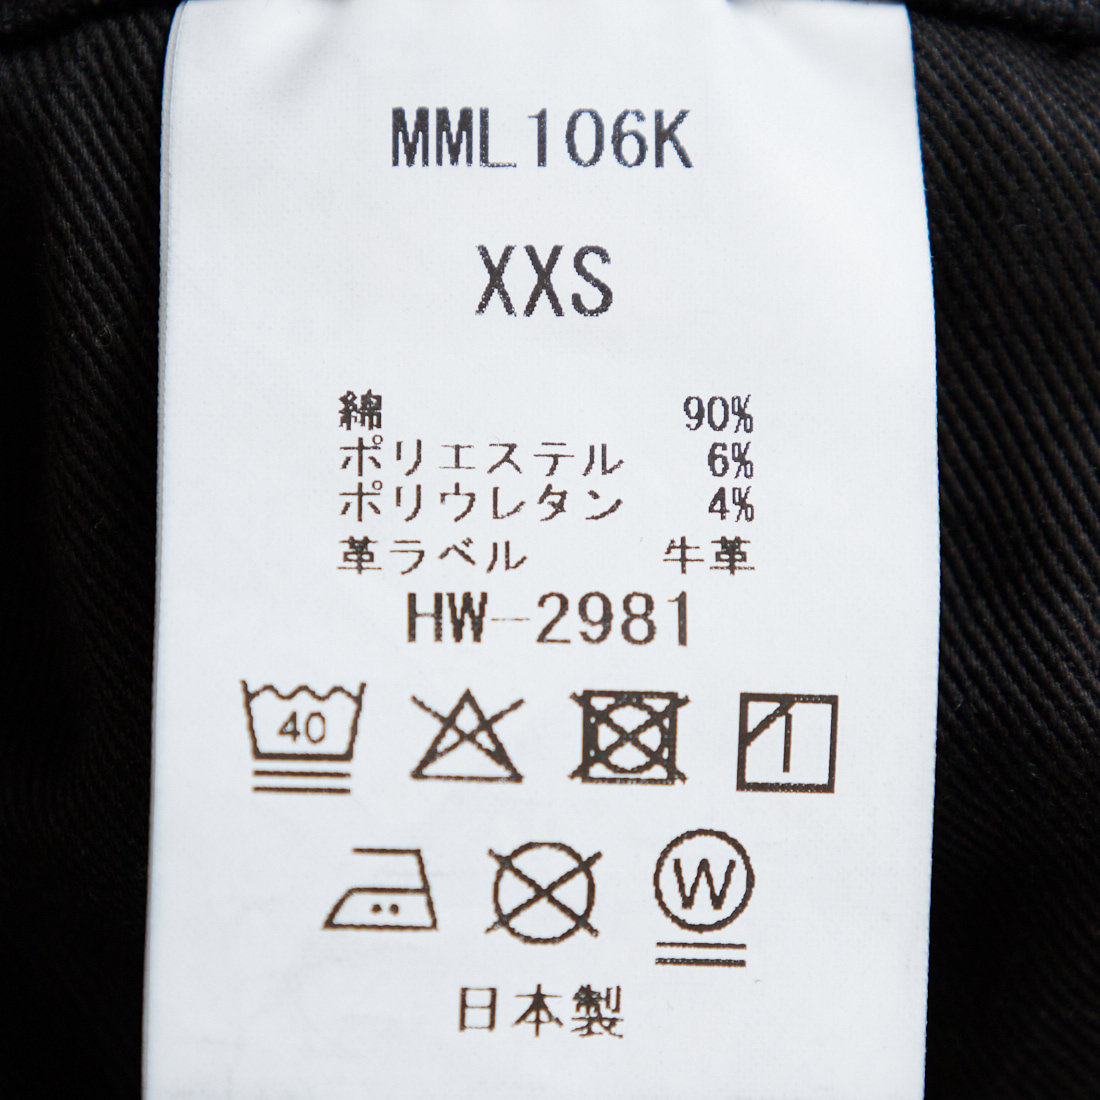 MML106K
XXS
綿 90%
ポリエステル 6%
ポリウレタン 4%
革ラベル 牛革
HW-2981
40
W
日本製